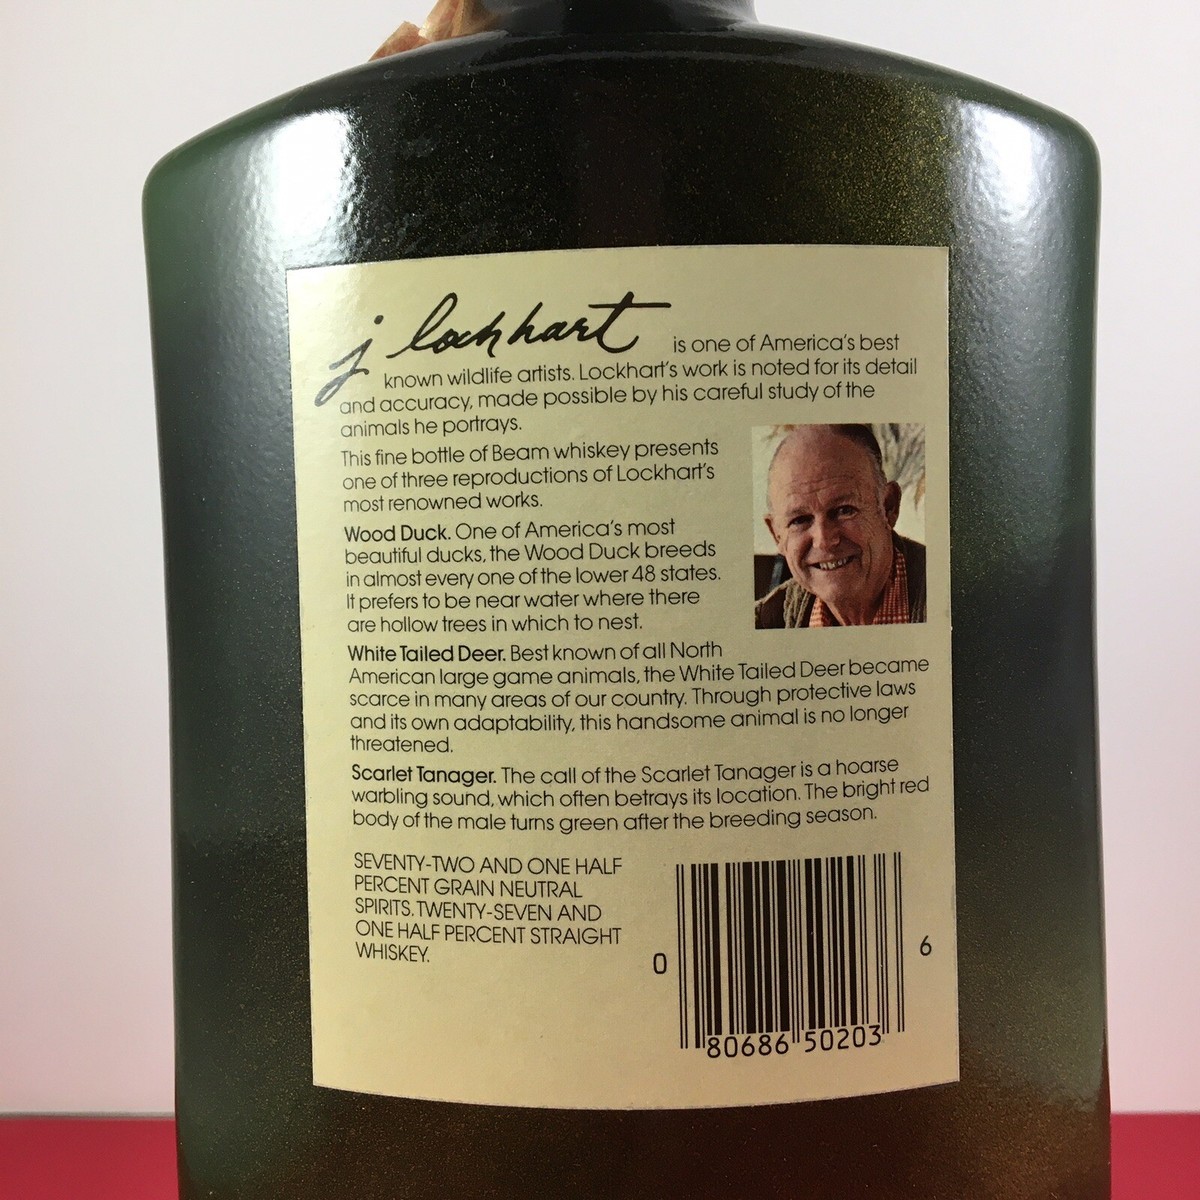 j lockhart is one of America's best
known wildlife artists. Lockhart's work is noted for its detail
and accuracy, made possible by his careful study of the
animals he portrays.
This fine bottle of Beam whiskey presents
one of three reproductions of Lockhart's
most renowned works.
Wood Duck. One of America's most
beautiful ducks, the Wood Duck breeds
in almost every one of the lower 48 states.
It prefers to be near water where there
are hollow trees in which to nest.
White Tailed Deer. Best known of all North
American large game animals, the White Tailed Deer became
scarce in many areas of our country. Through protective laws
and its own adaptability, this handsome animal is no longer
threatened.
Scarlet Tanager. The call of the Scarlet Tanager is a hoarse
warbling sound, which often betrays its location. The bright red
body of the male turns green after the breeding season.
SEVENTY-TWO AND ONE HALF
PERCENT GRAIN NEUTRAL
SPIRITS. TWENTY-SEVEN AND
ONE HALF PERCENT STRAIGHT
WHISKEY.
0 80686 50203 6